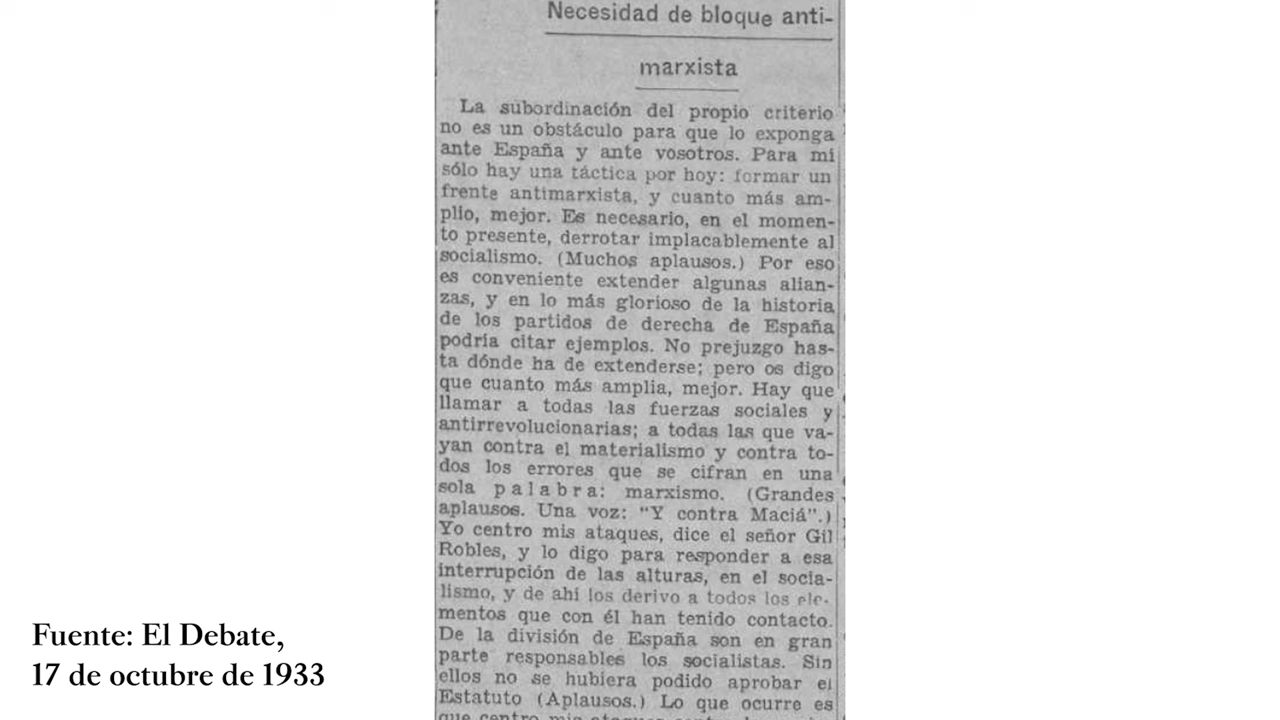 Necesidad de bloque anti-
marxista
La subordinación del propio criterio
no es un obstáculo para que lo exponga
ante España y ante vosotros. Para mí
sólo hay una táctica por hoy: formar un
frente antimarxista, y cuanto más am-
plio, mejor. Es necesario, en el momen-
to presente, derrotar implacablemente al
socialismo. (Muchos aplausos.) Por eso
es conveniente extender algunas alian-
zas, y en lo más glorioso de la historia
de los partidos de derecha de España
podría citar ejemplos. No prejuzgo has-
ta dónde ha de extenderse; pero os digo
que cuanto más amplia, mejor. Hay que
llamar a todas las fuerzas sociales y
antirrevolucionarias; a todas las que va-
yan contra el materialismo y contra to-
dos los errores que se cifran en una
sola palabra: marxismo. (Grandes
aplausos. Una voz: "Y contra Maciá".)
Yo centro mis ataques, dice el señor Gil
Robles, y lo digo para responder a esa
interrupción de las alturas, en el socia-
lismo, y de ahí los derivo a todos los ele-
mentos que con él han tenido contacto.
De la división de España son en gran
parte responsables los socialistas. Sin
ellos no se hubiera podido aprobar el
Estatuto (Aplausos.) Lo que ocurre es
que centro mis ataques
Fuente: El Debate,
17 de octubre de 1933